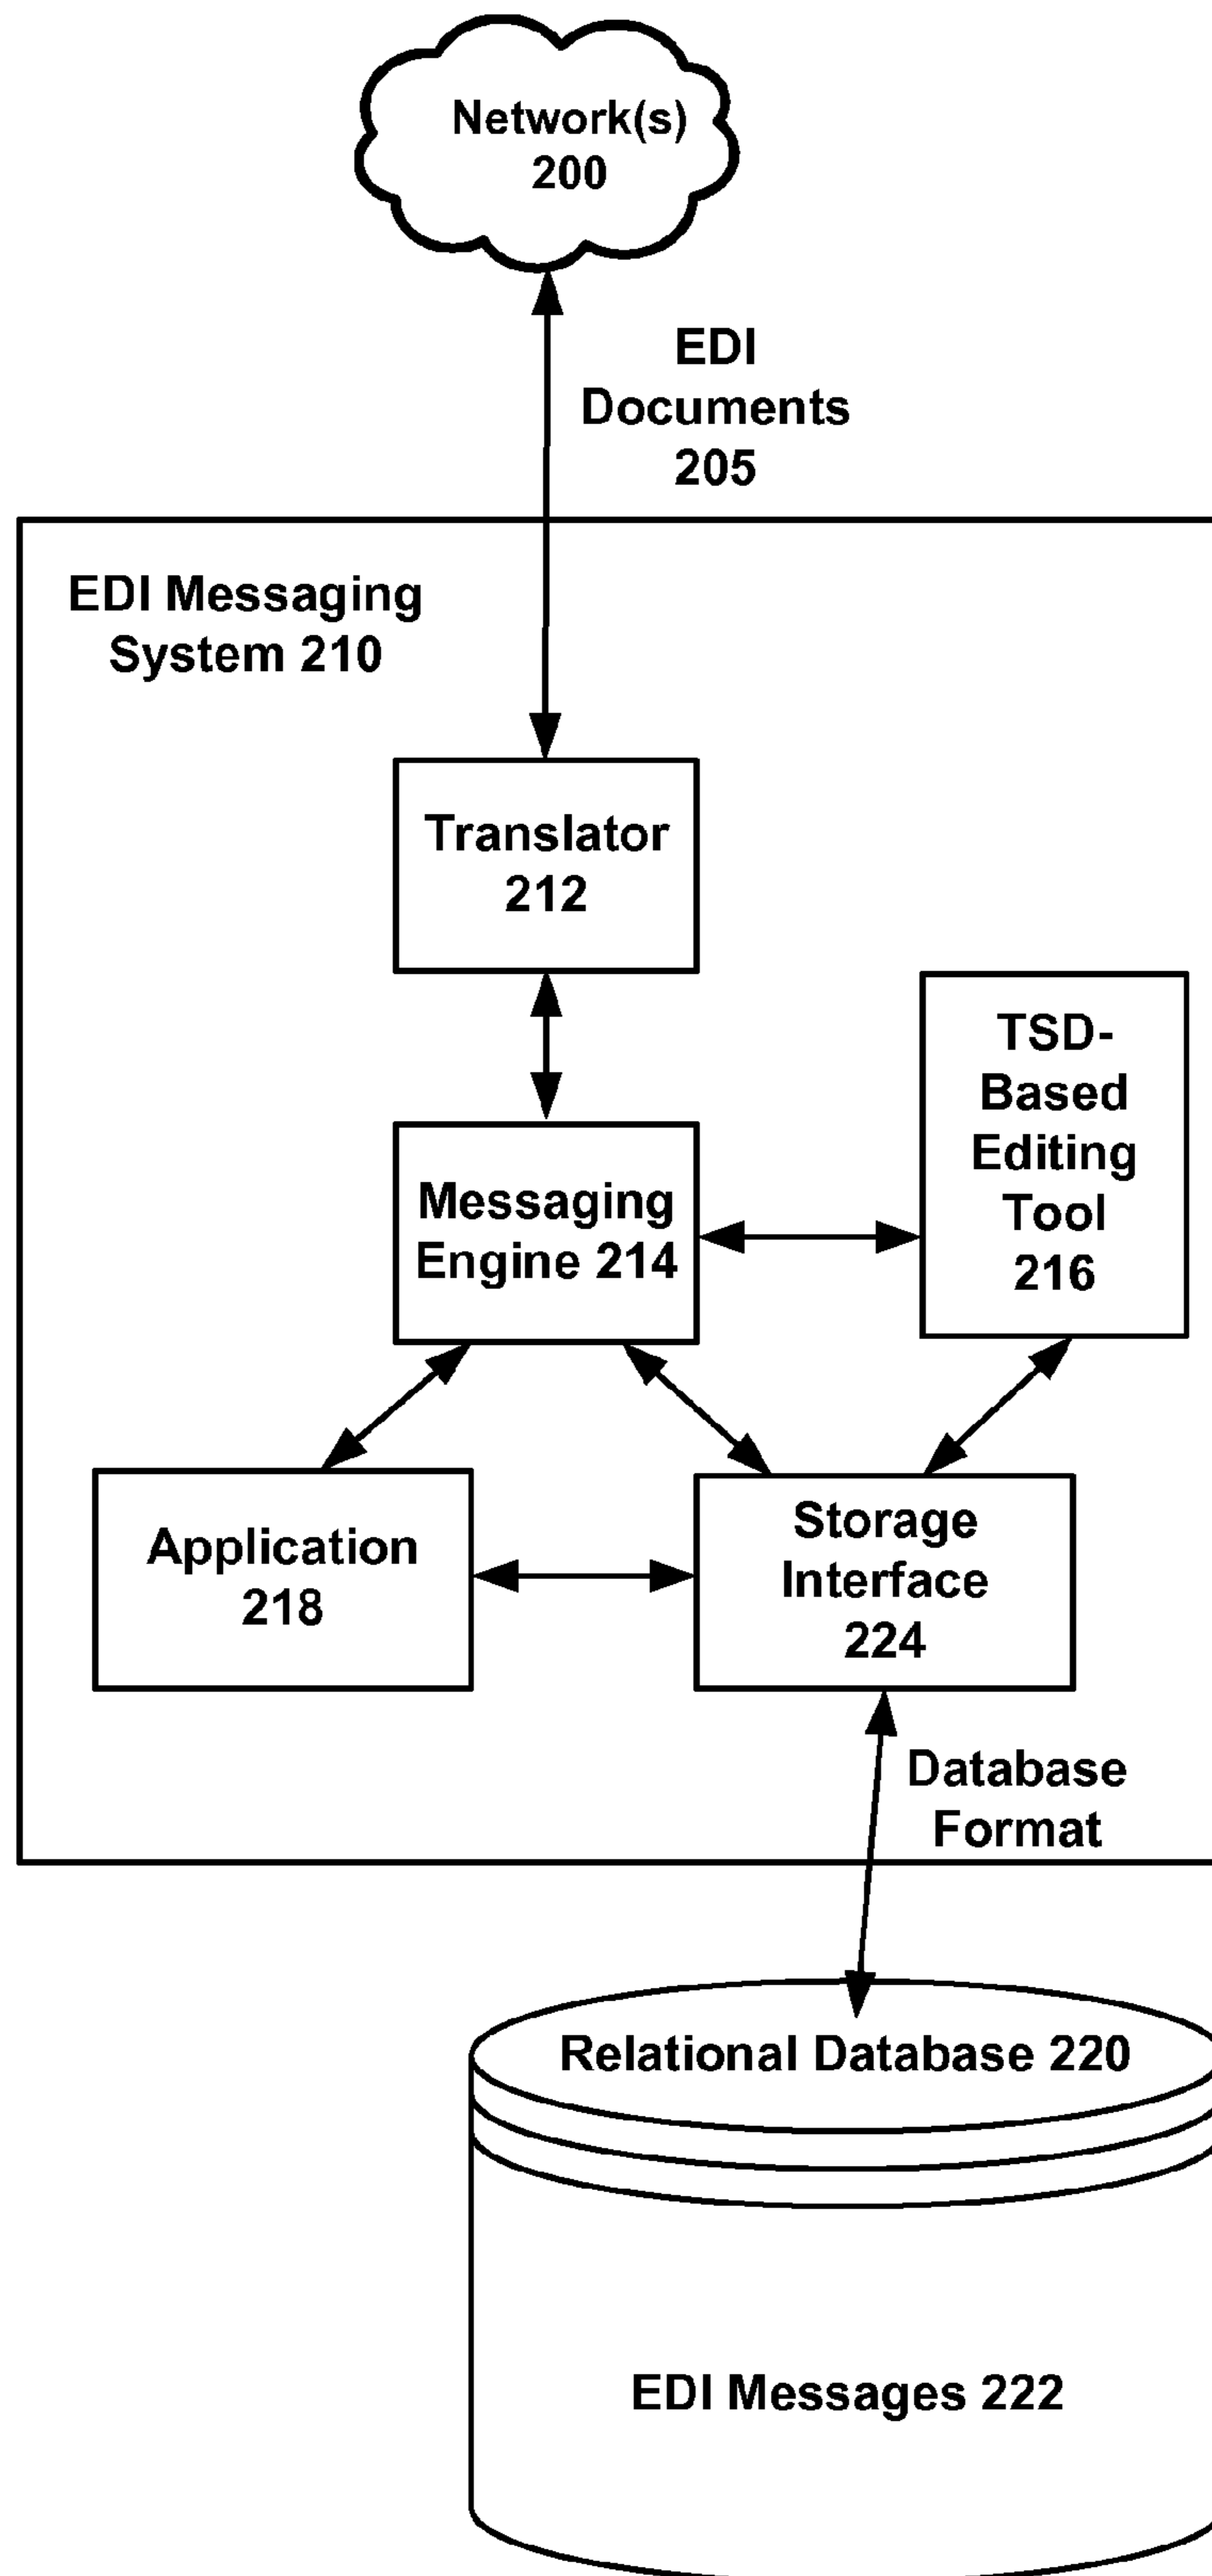 Network(s)
200
EDI
Documents
205
EDI Messaging
System 210
Translator
212
TSD-
Based
Editing
Tool
216
Messaging
Engine 214
Application
218
Storage
Interface
224
Database
Format
Relational Database 220
EDI Messages 222